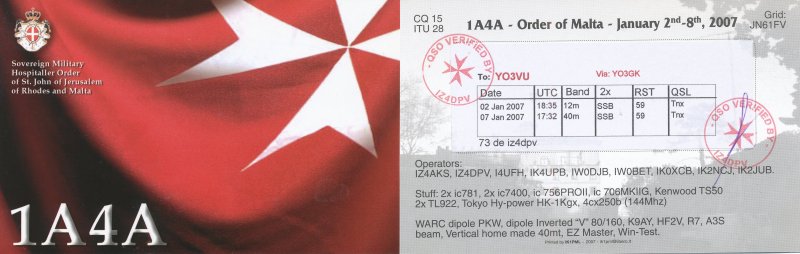 Sovereign Military
Hospitaller Order
of St. John of Jerusalem
of Rhodes and Malta
1A4A
CQ 15
ITU 28
1A4A - Order of Malta - January 2nd-8th, 2007
Grid:
JN61FV
QSO VERIFIED BY
IZ4DPV
To: YO3VU Via: YO3GK
Date UTC Band 2x RST QSL
02 Jan 2007 18:35 12m SSB 59 Tnx
07 Jan 2007 17:32 40m SSB 59 Tnx
73 de iz4dpv
QSO VERIFIED BY
IZ4DPV
Operators:
IZ4AKS, IZ4DPV, I4UFH, IK4UPB, IW0DJB, IW0BET, IK0XCB, IK2NCJ, IK2JUB.
Stuff: 2x ic781, 2x ic7400, ic 756PROII, ic 706MKIIG, Kenwood TS50
2x TL922, Tokyo Hy-power HK-1Kgx, 4cx250b (144Mhz)
WARC dipole PKW, dipole Inverted "V" 80/160, K9AY, HF2V, R7, A3S
beam, Vertical home made 40mt, EZ Master, Win-Test.
Printed by IK1PML - 2007 -